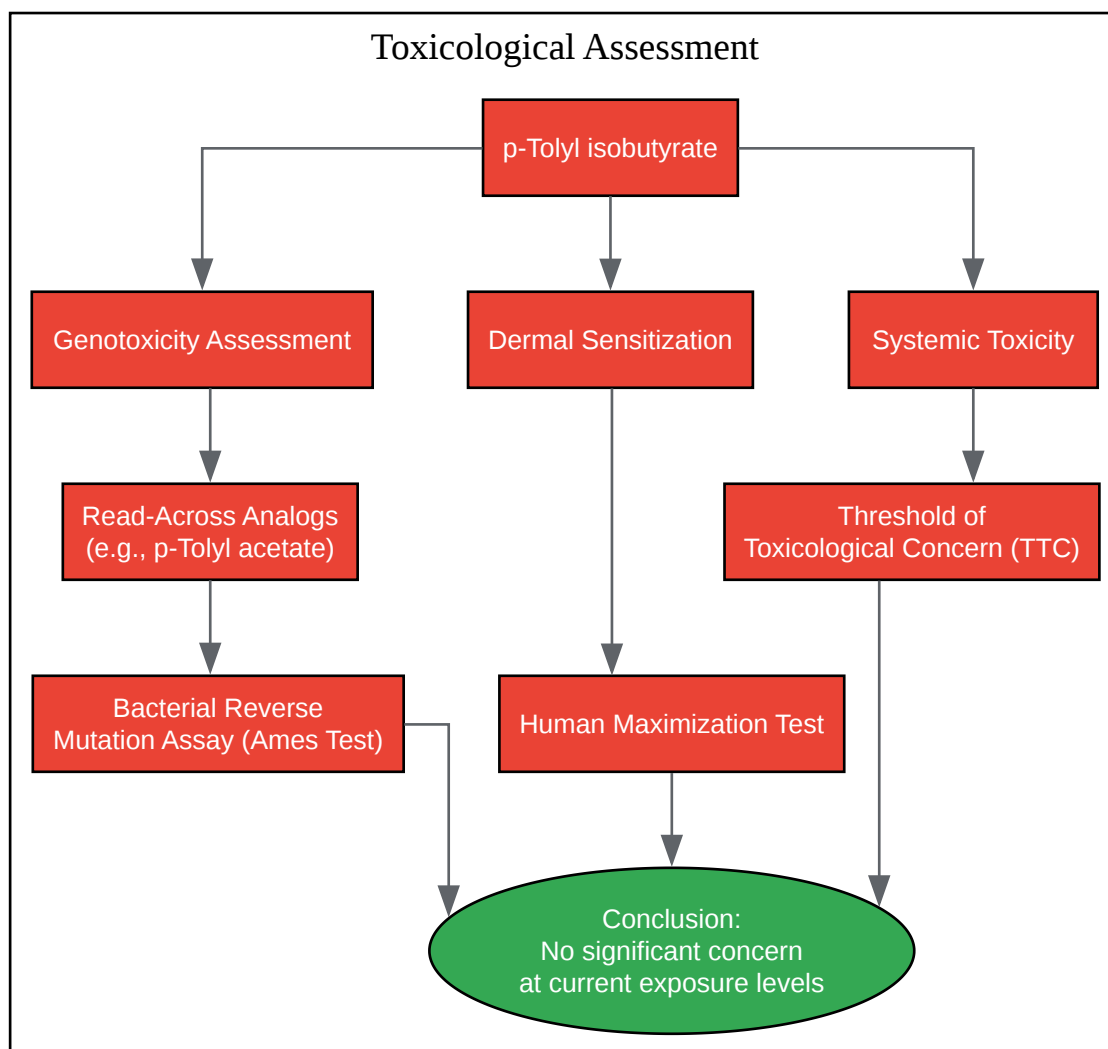 Toxicological Assessment
p-Tolyl isobutyrate
Genotoxicity Assessment
Dermal Sensitization
Systemic Toxicity
Read-Across Analogs
(e.g., p-Tolyl acetate)
Threshold of
Toxicological Concern (TTC)
Bacterial Reverse
Mutation Assay (Ames Test)
Human Maximization Test
Conclusion:
No significant concern
at current exposure levels